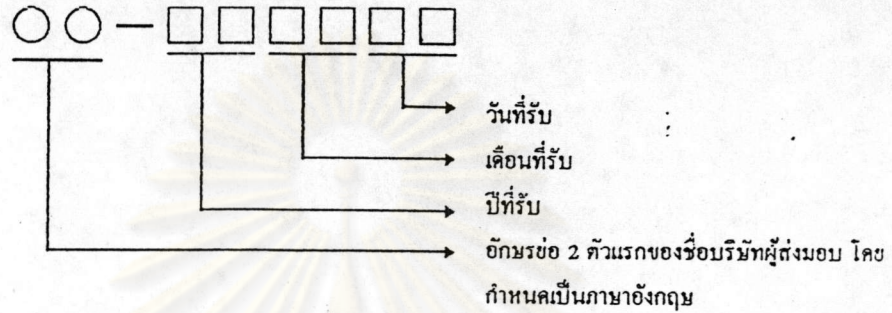 วันที่รับ
เดือนที่รับ
ปีที่รับ
อักษรย่อ 2 ตัวแรกของชื่อบริษัทผู้ส่งมอบ โดย
กำหนดเป็นภาษาอังกฤษ